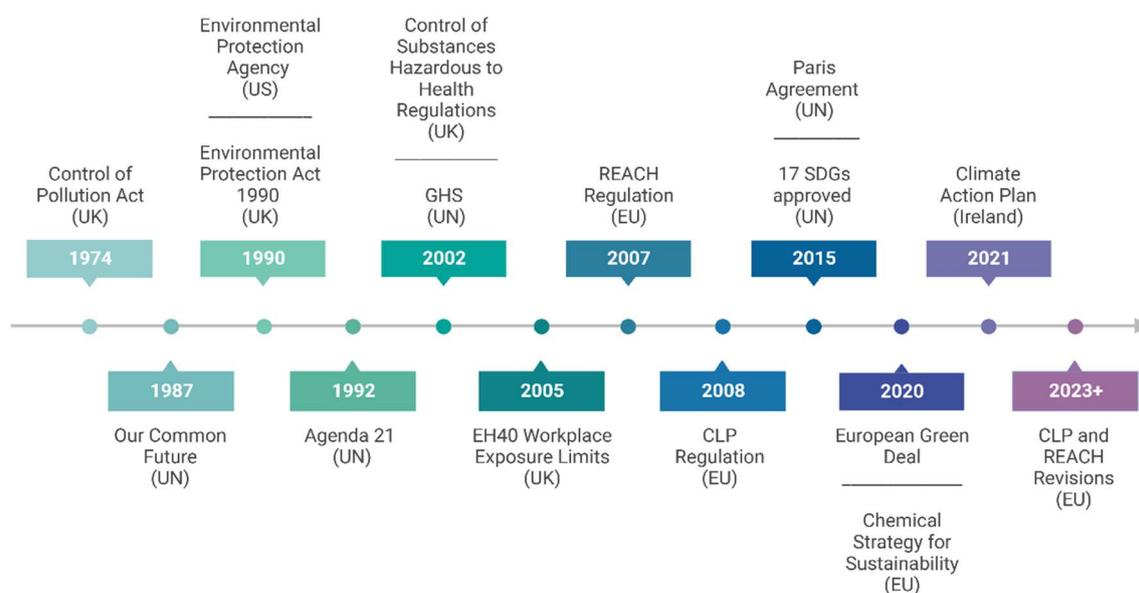 Environmental
Protection
Agency
(US)
Environmental
Protection Act
1990
(UK)
Control of
Substances
Hazardous to
Health
Regulations
(UK)
GHS
(UN)
Paris
Agreement
(UN)
17 SDGs
approved
(UN)
Control of
Pollution Act
(UK)
REACH
Regulation
(EU)
Climate
Action Plan
(Ireland)
1974
1990
2002
2007
2015
2021
1987
1992
2005
2008
2020
2023+
Our Common
Future
(UN)
Agenda 21
(UN)
EH40 Workplace
Exposure Limits
(UK)
CLP
Regulation
(EU)
European Green
Deal
Chemical
Strategy for
Sustainability
(EU)
CLP and
REACH
Revisions
(EU)